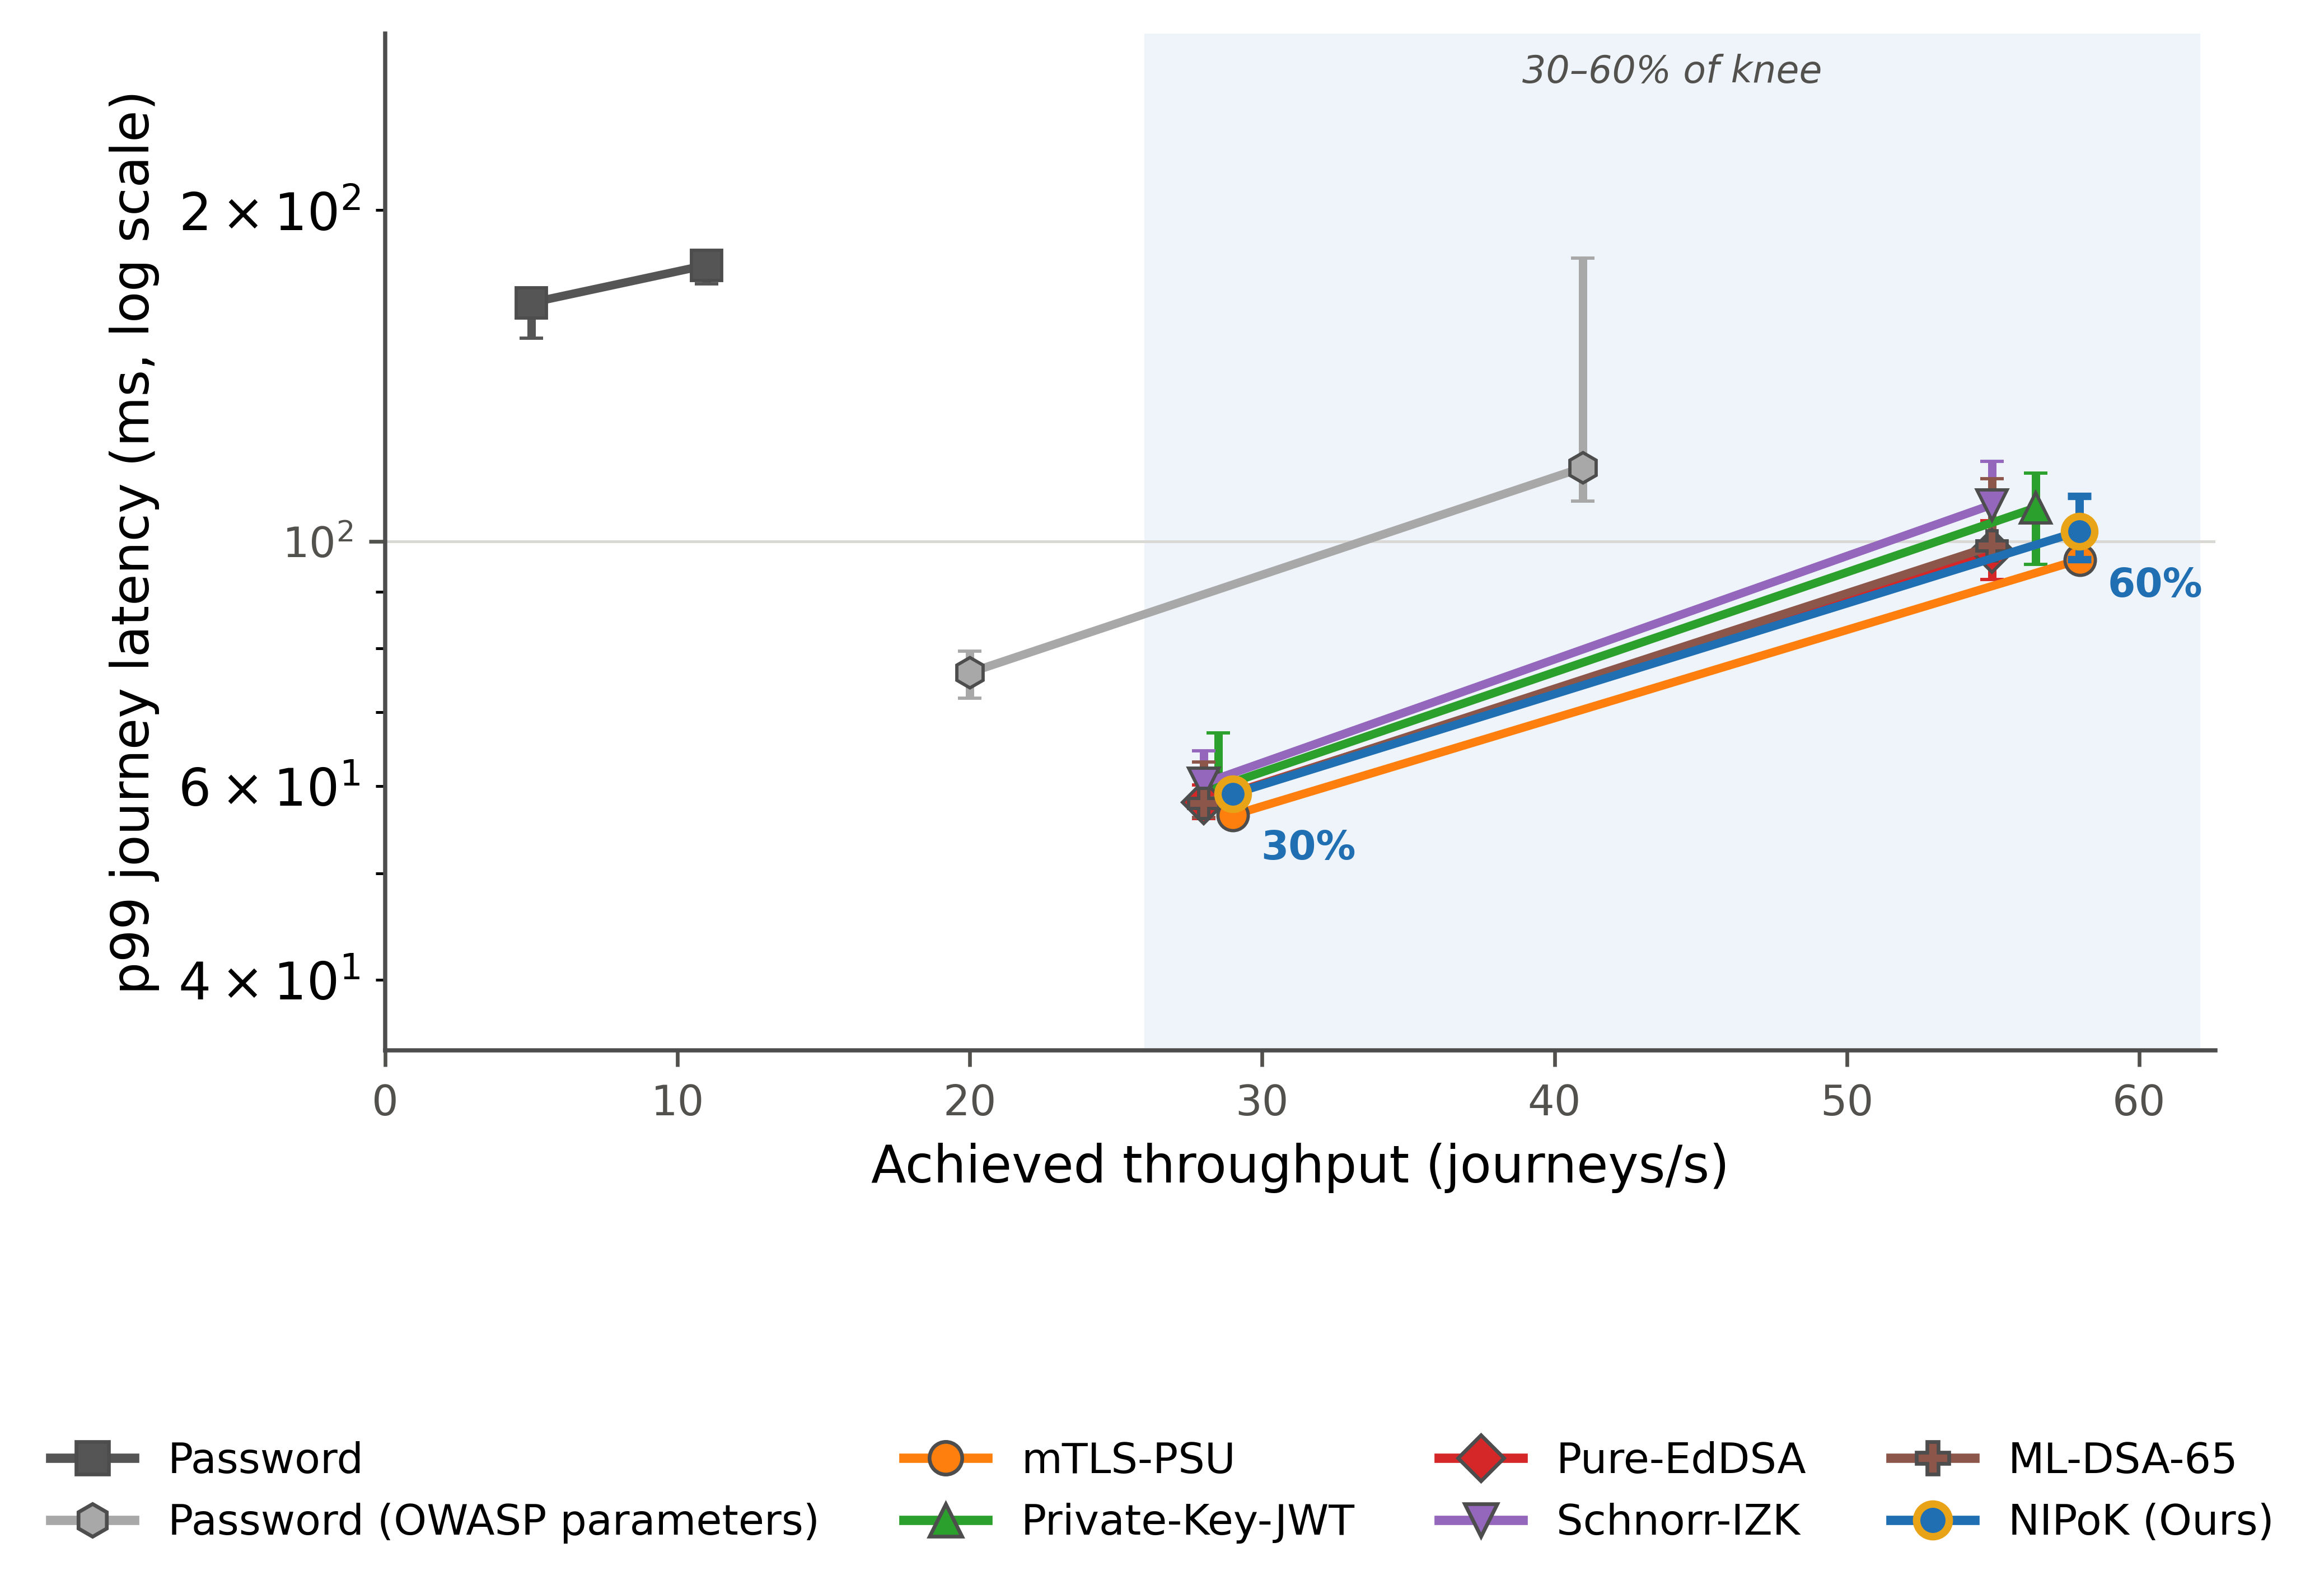 30–60% of knee
p99 journey latency (ms, log scale)
2 × 10²
10²
6 × 10¹
4 × 10¹
60%
30%
0 10 20 30 40 50 60
Achieved throughput (journeys/s)
Password mTLS-PSU Pure-EdDSA ML-DSA-65
Password (OWASP parameters) Private-Key-JWT Schnorr-IZK NIPoK (Ours)